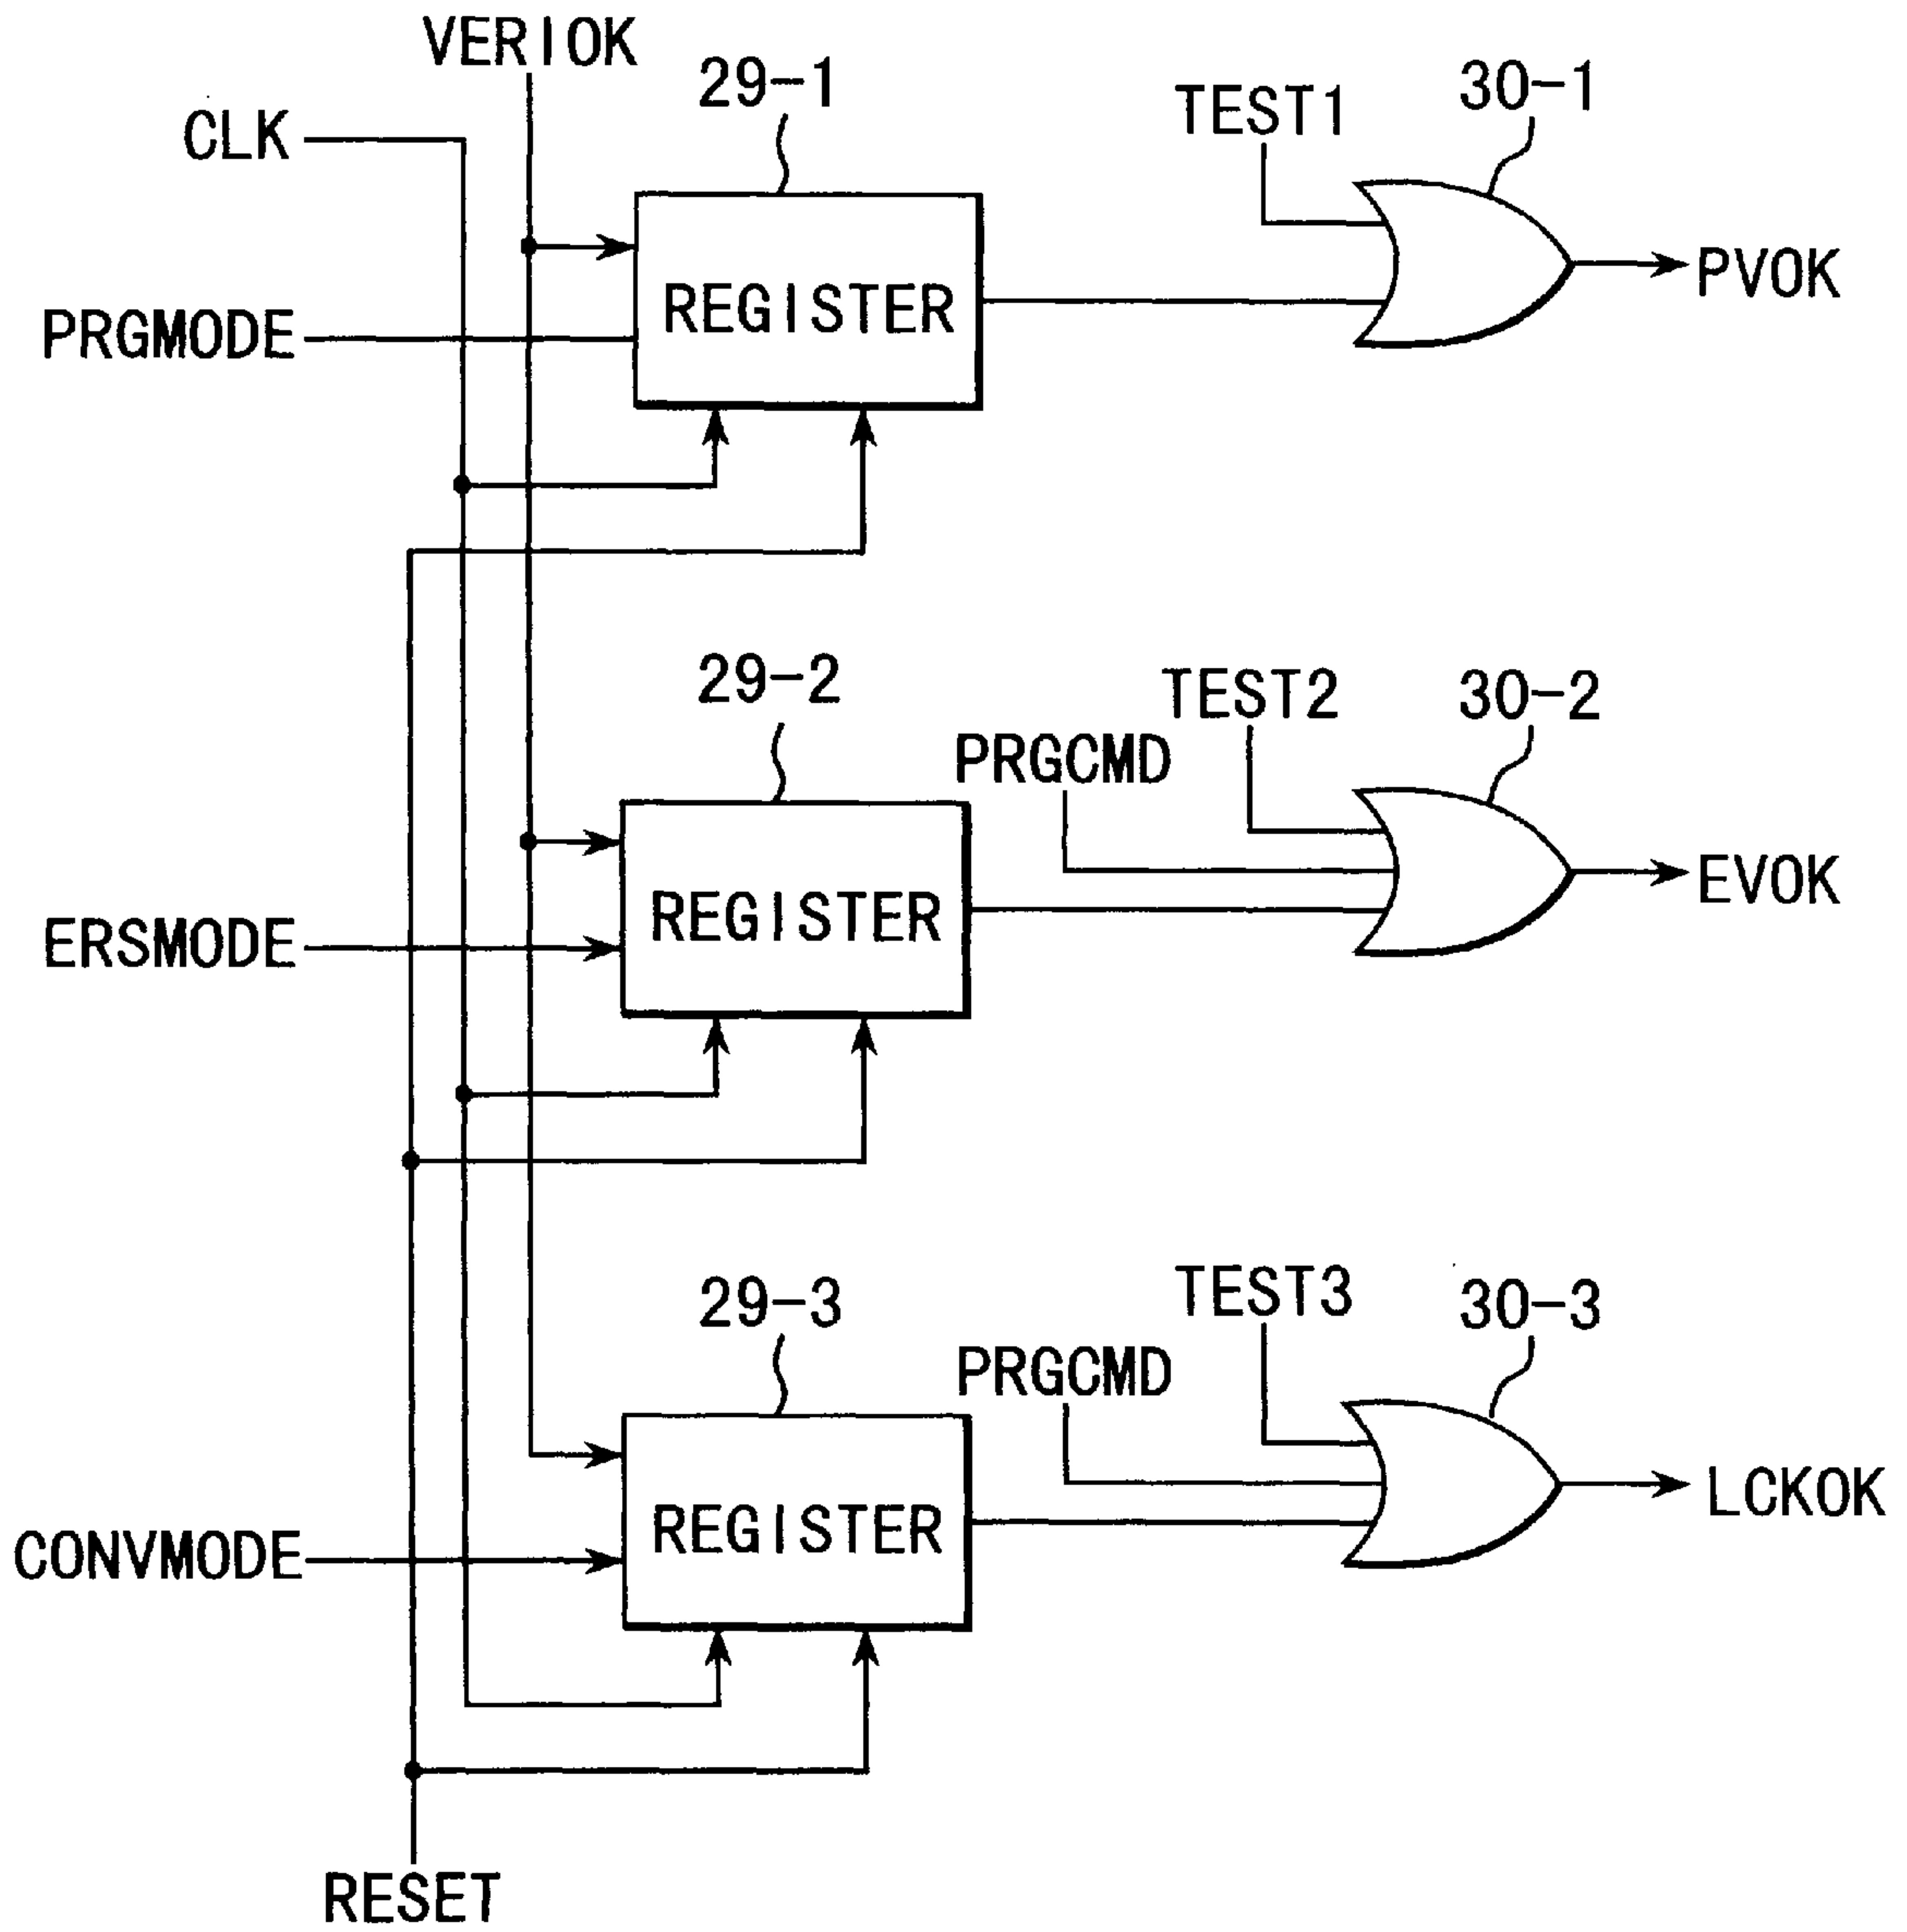 VERIOK
CLK
29-1
TEST1
30-1
REGISTER
PVOK
PRGMODE
29-2
TEST2
30-2
PRGCMD
REGISTER
EVOK
ERSMODE
29-3
TEST3
30-3
PRGCMD
REGISTER
LCKOK
CONVMODE
RESET